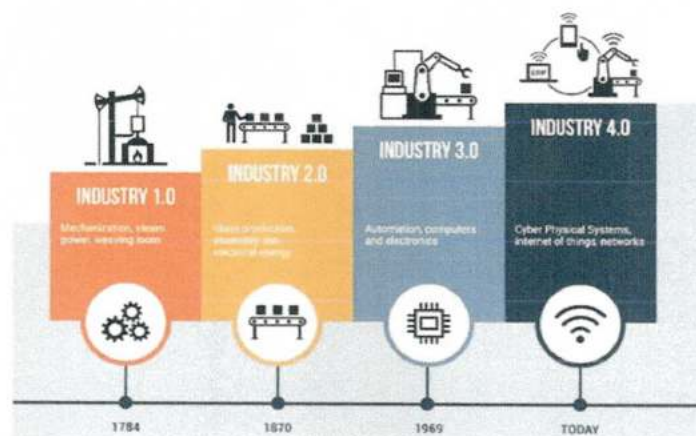 INDUSTRY 1.0
Mechanization, steam
power, weaving loom
1784
INDUSTRY 2.0
Mass production,
assembly line,
electrical energy
1870
INDUSTRY 3.0
Automation, computers
and electronics
1969
INDUSTRY 4.0
Cyber Physical Systems,
internet of things, networks
TODAY